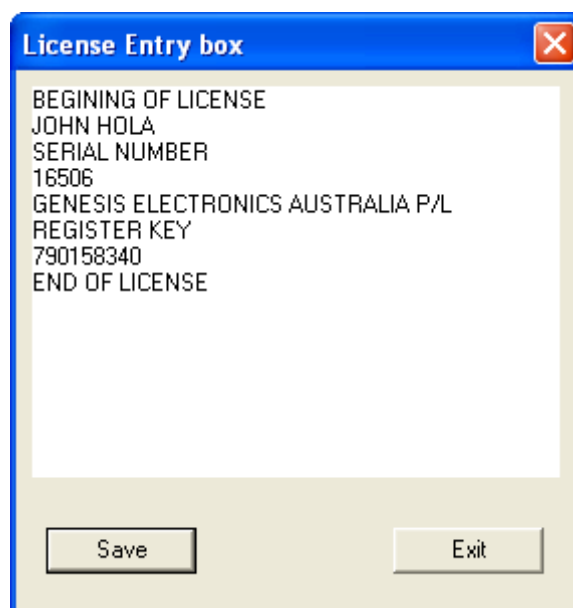 License Entry box
BEGINING OF LICENSE
JOHN HOLA
SERIAL NUMBER
16506
GENESIS ELECTRONICS AUSTRALIA P/L
REGISTER KEY
790158340
END OF LICENSE
Save
Exit